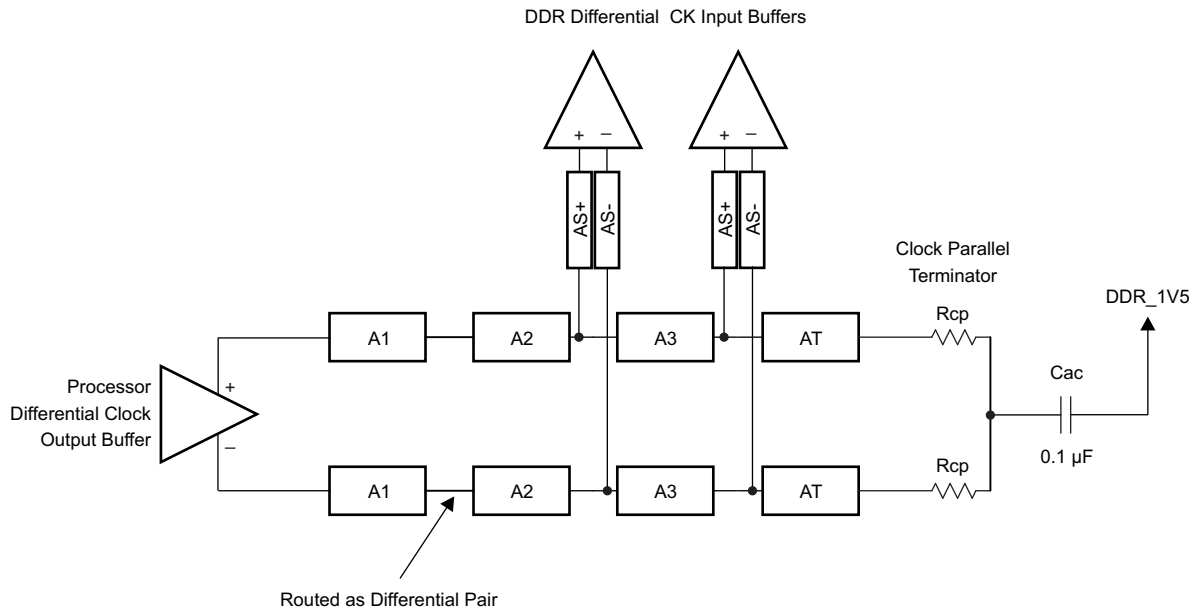 DDR Differential CK Input Buffers
+ –
+ –
AS+
AS-
AS+
AS-
Clock Parallel
Terminator
DDR_1V5
Rcp
A1
A2
A3
AT
Cac
Processor
Differential Clock
Output Buffer
+
–
0.1 µF
Rcp
A1
A2
A3
AT
Routed as Differential Pair